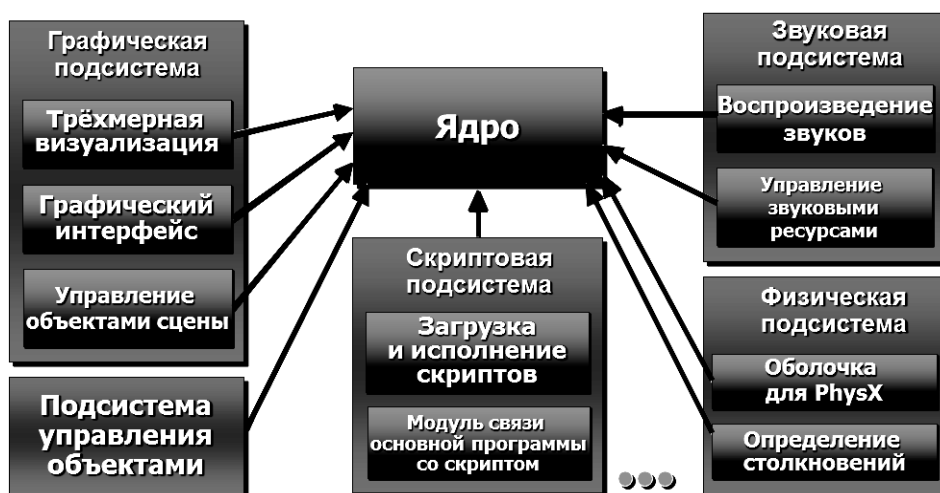 Графическая
подсистема
Трёхмерная
визуализация
Графический
интерфейс
Управление
объектами сцены
Подсистема
управления
объектами
Ядро
Скриптовая
подсистема
Загрузка
и исполнение
скриптов
Модуль связи
основной программы
со скриптом
Звуковая
подсистема
Воспроизведение
звуков
Управление
звуковыми
ресурсами
Физическая
подсистема
Оболочка
для PhysX
Определение
столкновений